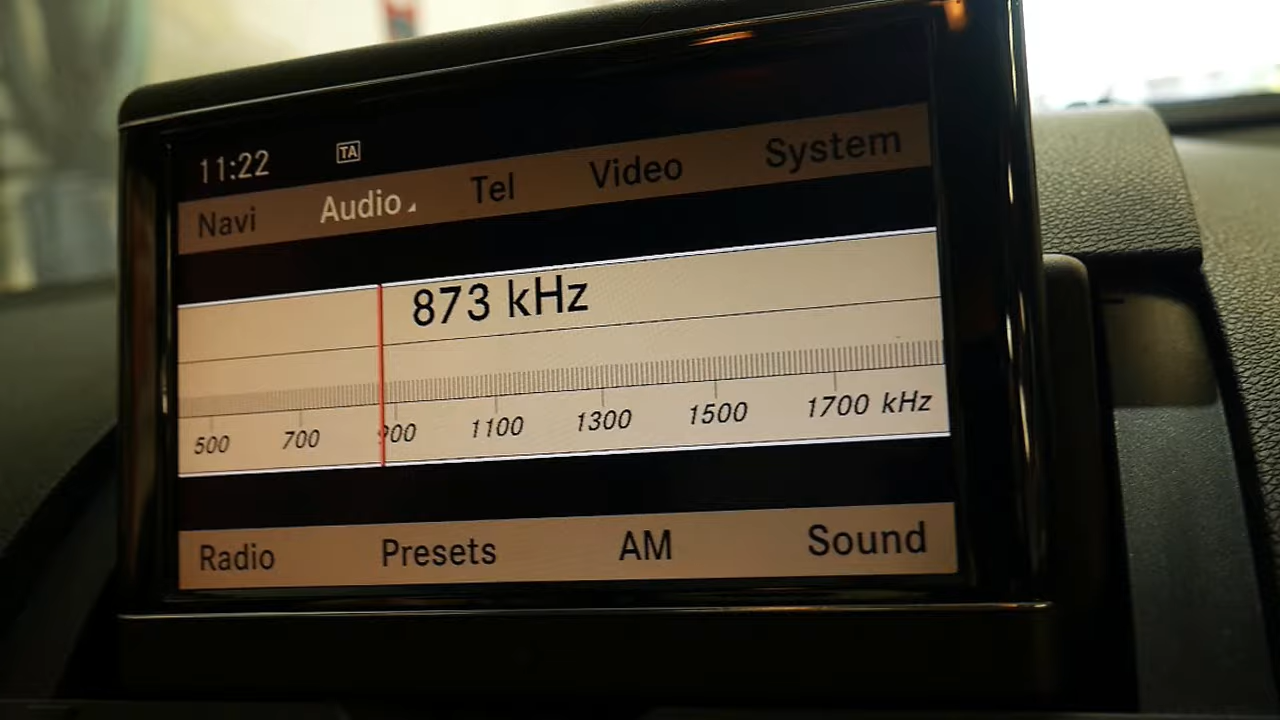 11:22 TA
Navi Audio Tel Video System
873 kHz
500 700 900 1100 1300 1500 1700 kHz
Radio Presets AM Sound